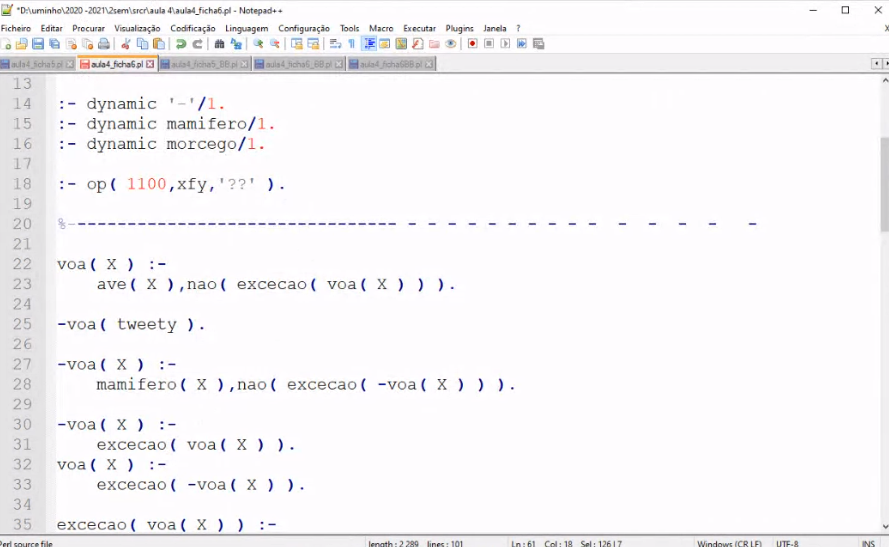 *D:\uminho\2020 -2021\2sem\srcr\aula 4\aula4_ficha6.pl - Notepad++
Ficheiro Editar Procurar Visualização Codificação Linguagem Configuração Tools Macro Executar Plugins Janela ?
aula4_ficha5.pl aula4_ficha6.pl aula4_ficha5_BB.pl aula4_ficha6_BB.pl aula4_ficha6BB.pl
13
14 :- dynamic '-'/1.
15 :- dynamic mamifero/1.
16 :- dynamic morcego/1.
17
18 :- op( 1100,xfy,'??' ).
19
20 %--------------------------------- - - - - - - - - - - - - - - -
21
22 voa( X ) :-
23 ave( X ),nao( excecao( voa( X ) ) ).
24
25 -voa( tweety ).
26
27 -voa( X ) :-
28 mamifero( X ),nao( excecao( -voa( X ) ) ).
29
30 -voa( X ) :-
31 excecao( voa( X ) ).
32 voa( X ) :-
33 excecao( -voa( X ) ).
34
35 excecao( voa( X ) ) :-
Perl source file length : 2 289 lines : 101 Ln : 61 Col : 18 Sel : 126 | 7 Windows (CR LF) UTF-8 INS